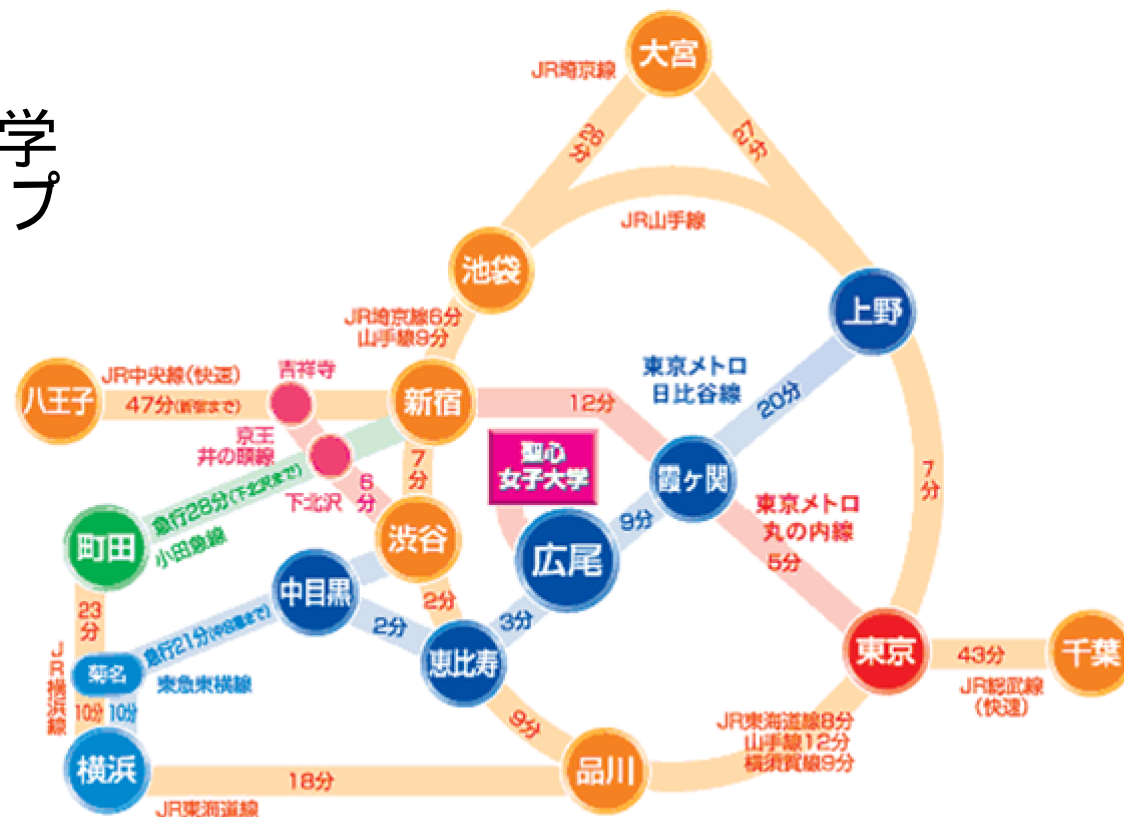 学
プ
大宮
JR埼京線
26分
27分
JR山手線
池袋
上野
JR埼京線6分
山手線9分
東京メトロ
日比谷線
20分
八王子
JR中央線(快速)
47分(新宿まで)
吉祥寺
新宿
12分
京王
井の頭線
聖心
女子大学
霞ヶ関
7分
7分
下北沢
6分
急行28分(下北沢まで)
小田急線
町田
渋谷
広尾
9分
東京メトロ
丸の内線
5分
中目黒
2分
2分
3分
23分
JR横浜線
菊名
急行21分(中目黒まで)
東急東横線
恵比寿
東京
43分
千葉
JR総武線
(快速)
10分
10分
横浜
9分
品川
JR東海道線8分
山手線12分
横須賀線9分
18分
JR東海道線